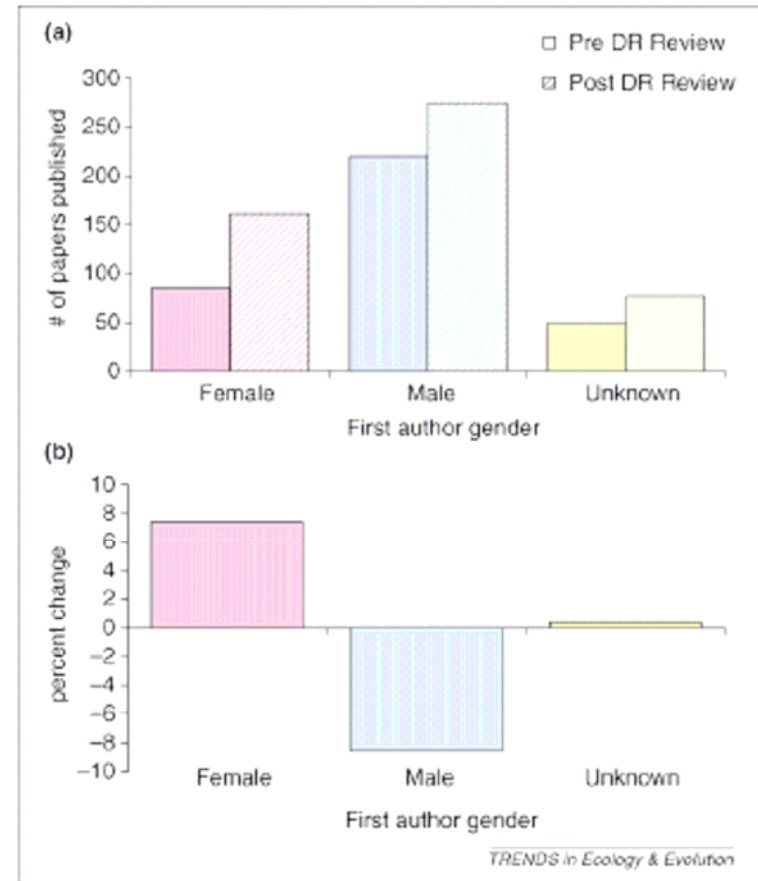 (a)
Pre DR Review
Post DR Review
# of papers published
300
250
200
150
100
50
0
Female Male Unknown
First author gender
(b)
percent change
10
8
6
4
2
0
−2
−4
−6
−8
−10
Female Male Unknown
First author gender
TRENDS in Ecology & Evolution